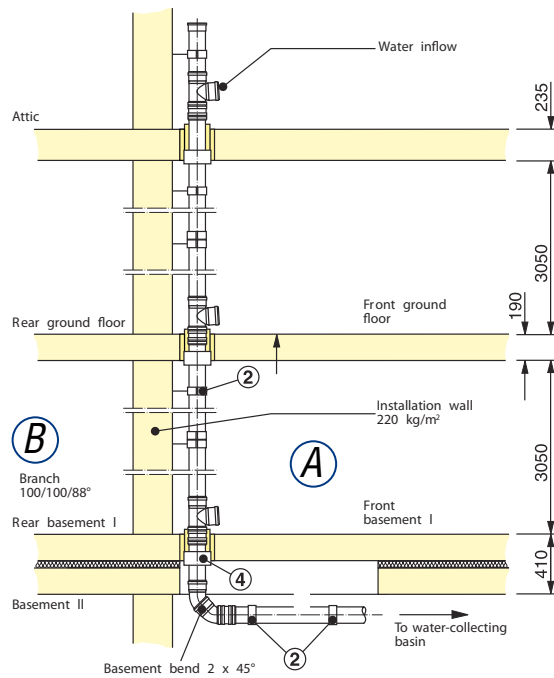 Water inflow
235
Attic
3050
190
Front ground
floor
Rear ground floor
2
Installation wall
220 kg/m²
B
A
3050
Branch
100/100/88°
Front
basement I
Rear basement I
4
410
Basement II
To water-collecting
basin
2
Basement bend 2 x 45°